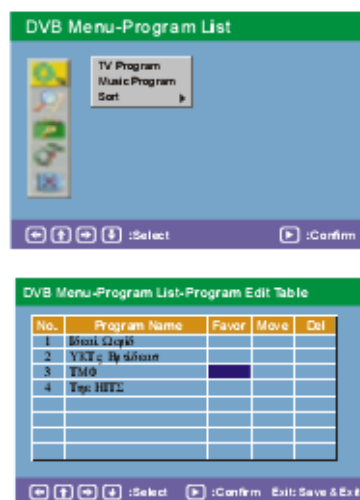 DVB Menu-Program List
TV Program
Music Program
Sort
:Select :Confirm
DVB Menu-Program List-Program Edit Table
No. Program Name Favor Move Del
1
2
3 ΤΜΘ
4
:Select :Confirm Exit: Save & Exit